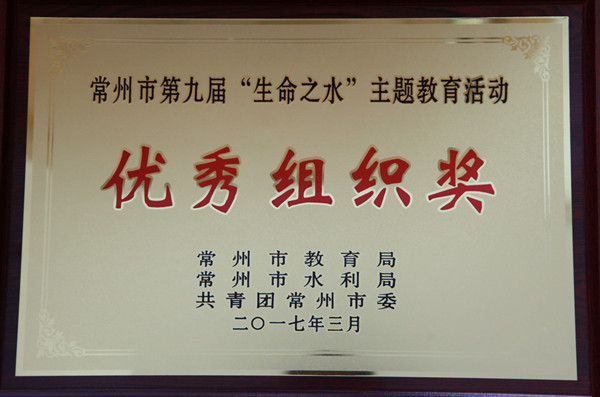 常州市第九届“生命之水”主题教育活动
优秀组织奖
常州市教育局
常州市水利局
共青团常州市委
二〇一七年三月